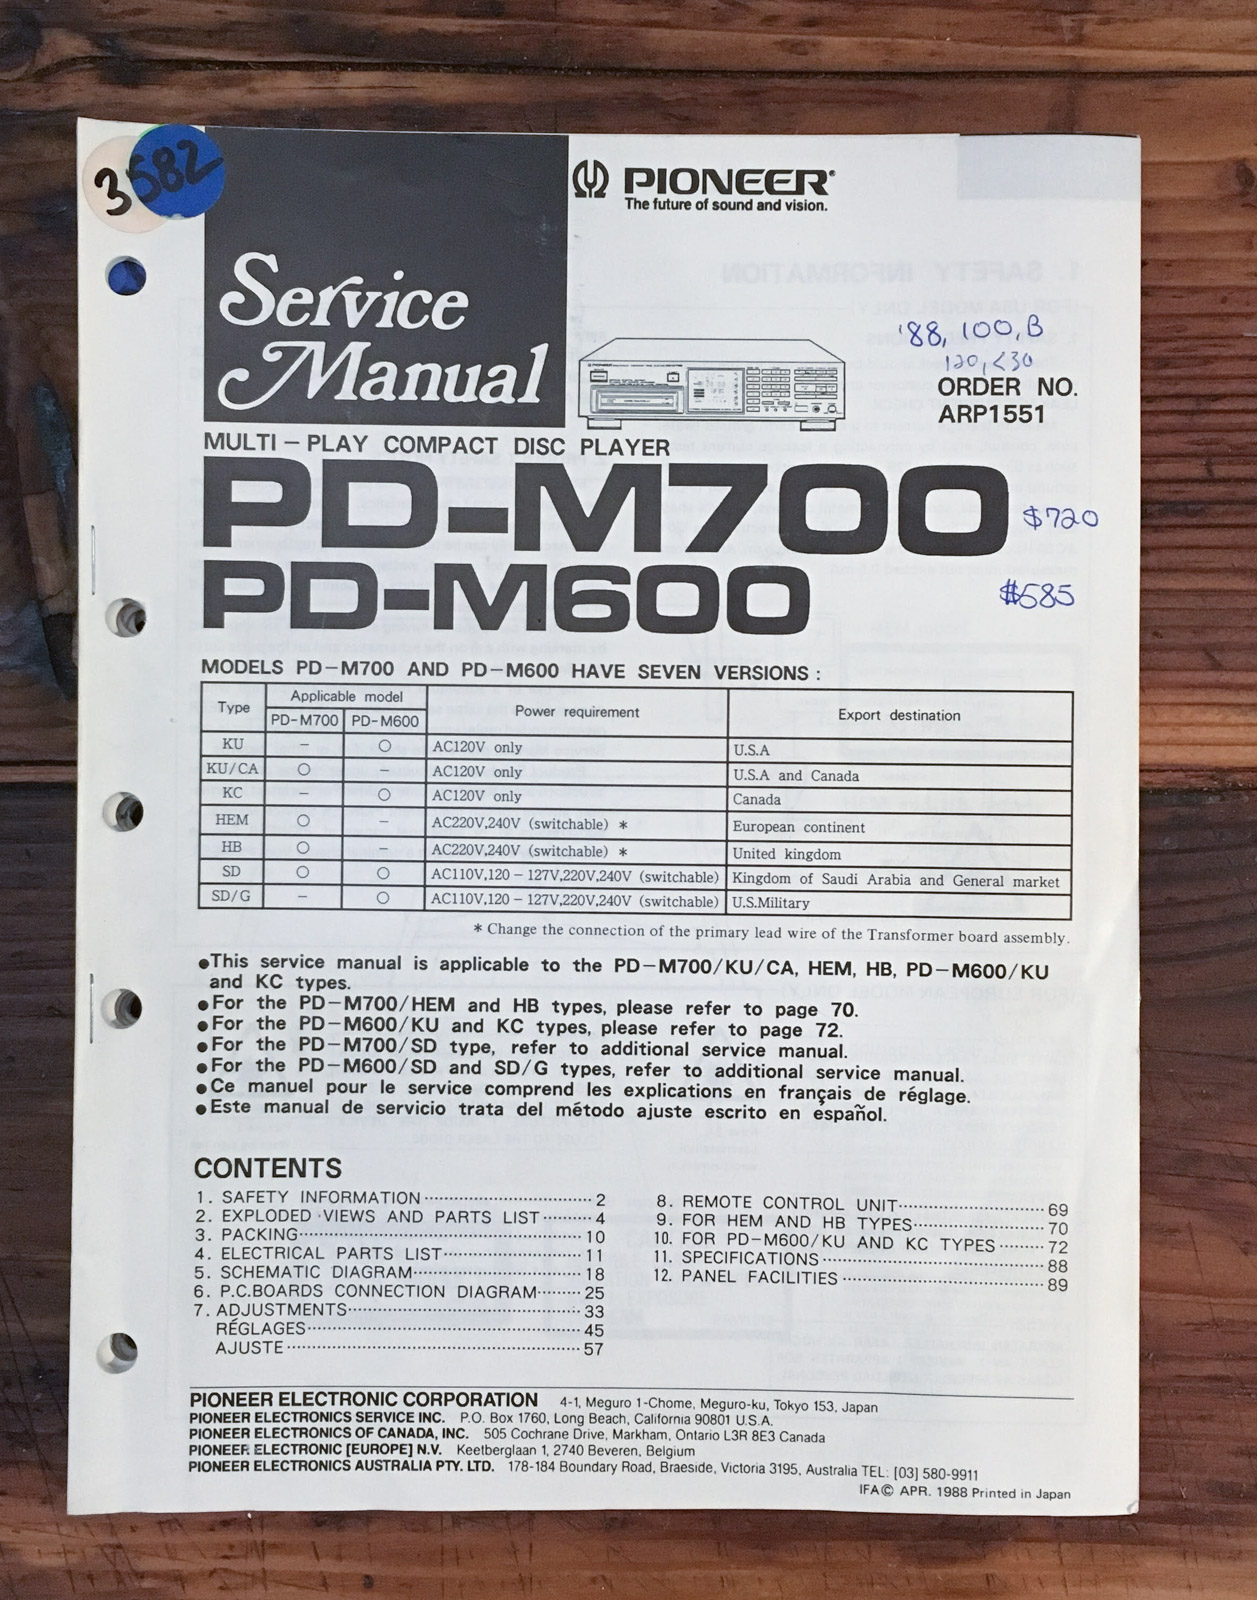 3582
PIONEER®
The future of sound and vision.
Service
Manual
'88, 100, B
120, <30
ORDER NO.
ARP1551
MULTI-PLAY COMPACT DISC PLAYER
PD-M700
$720
PD-M600
$585
MODELS PD-M700 AND PD-M600 HAVE SEVEN VERSIONS :
Type Applicable model Power requirement Export destination
PD-M700 PD-M600
KU – ○ AC120V only U.S.A
KU/CA ○ – AC120V only U.S.A and Canada
KC – ○ AC120V only Canada
HEM ○ – AC220V,240V (switchable) * European continent
HB ○ – AC220V,240V (switchable) * United kingdom
SD ○ ○ AC110V,120 – 127V,220V,240V (switchable) Kingdom of Saudi Arabia and General market
SD/G – ○ AC110V,120 – 127V,220V,240V (switchable) U.S.Military
* Change the connection of the primary lead wire of the Transformer board assembly.
●This service manual is applicable to the PD-M700/KU/CA, HEM, HB, PD-M600/KU
and KC types.
●For the PD-M700/HEM and HB types, please refer to page 70.
●For the PD-M600/KU and KC types, please refer to page 72.
●For the PD-M700/SD type, refer to additional service manual.
●For the PD-M600/SD and SD/G types, refer to additional service manual.
●Ce manuel pour le service comprend les explications en français de réglage.
●Este manual de servicio trata del método ajuste escrito en español.
CONTENTS
1. SAFETY INFORMATION 2
2. EXPLODED VIEWS AND PARTS LIST 4
3. PACKING 10
4. ELECTRICAL PARTS LIST 11
5. SCHEMATIC DIAGRAM 18
6. P.C.BOARDS CONNECTION DIAGRAM 25
7. ADJUSTMENTS 33
RÉGLAGES 45
AJUSTE 57
8. REMOTE CONTROL UNIT 69
9. FOR HEM AND HB TYPES 70
10. FOR PD-M600/KU AND KC TYPES 72
11. SPECIFICATIONS 88
12. PANEL FACILITIES 89
PIONEER ELECTRONIC CORPORATION 4-1, Meguro 1-Chome, Meguro-ku, Tokyo 153, Japan
PIONEER ELECTRONICS SERVICE INC. P.O. Box 1760, Long Beach, California 90801 U.S.A.
PIONEER ELECTRONICS OF CANADA, INC. 505 Cochrane Drive, Markham, Ontario L3R 8E3 Canada
PIONEER ELECTRONIC [EUROPE] N.V. Keetberglaan 1, 2740 Beveren, Belgium
PIONEER ELECTRONICS AUSTRALIA PTY. LTD. 178-184 Boundary Road, Braeside, Victoria 3195, Australia TEL: [03] 580-9911
IFA © APR. 1988 Printed in Japan